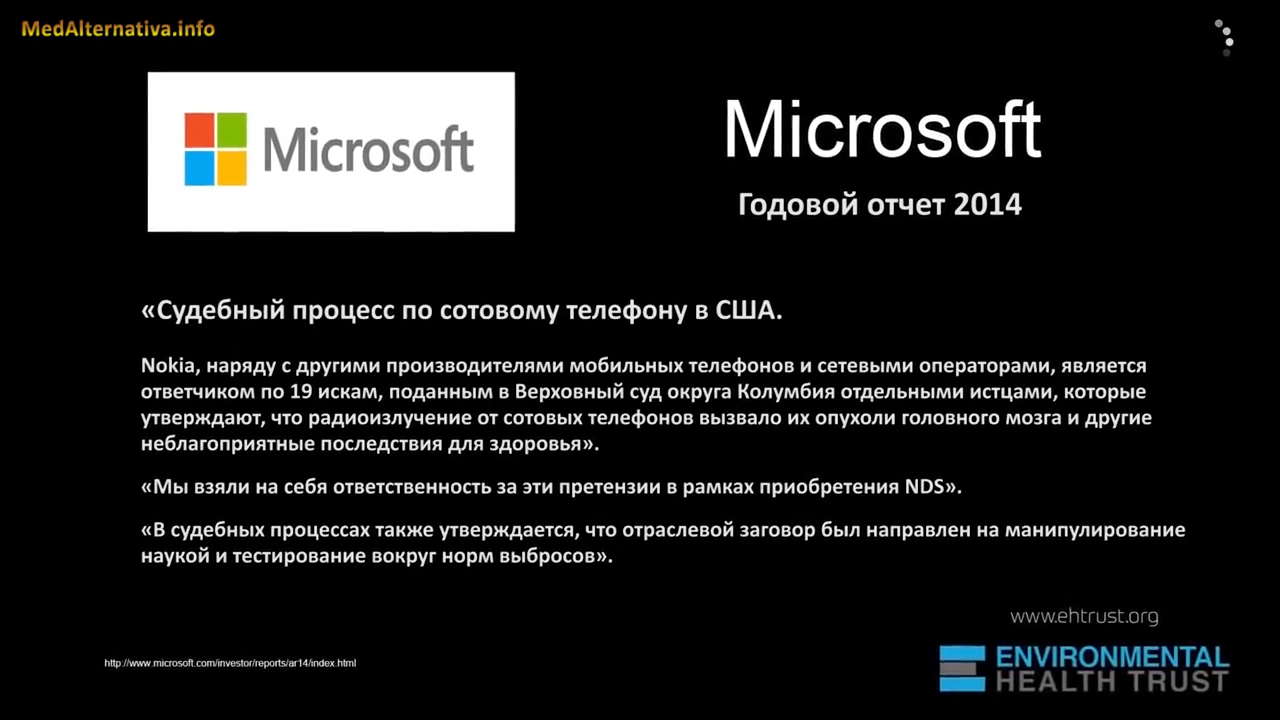 MedAlternativa.info
Microsoft
Microsoft
Годовой отчет 2014
«Судебный процесс по сотовому телефону в США.
Nokia, наряду с другими производителями мобильных телефонов и сетевыми операторами, является
ответчиком по 19 искам, поданным в Верховный суд округа Колумбия отдельными истцами, которые
утверждают, что радиоизлучение от сотовых телефонов вызвало их опухоли головного мозга и другие
неблагоприятные последствия для здоровья».
«Мы взяли на себя ответственность за эти претензии в рамках приобретения NDS».
«В судебных процессах также утверждается, что отраслевой заговор был направлен на манипулирование
наукой и тестирование вокруг норм выбросов».
www.ehtrust.org
http://www.microsoft.com/investor/reports/ar14/index.html
ENVIRONMENTAL
HEALTH TRUST